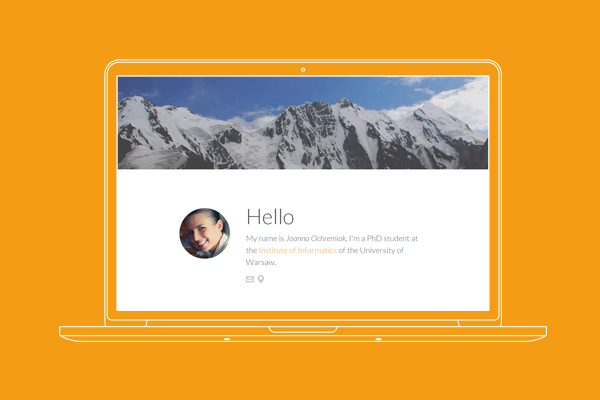 Hello
My name is Joanna Ochremiak, I'm a PhD student at
the Institute of Informatics of the University of
Warsaw.